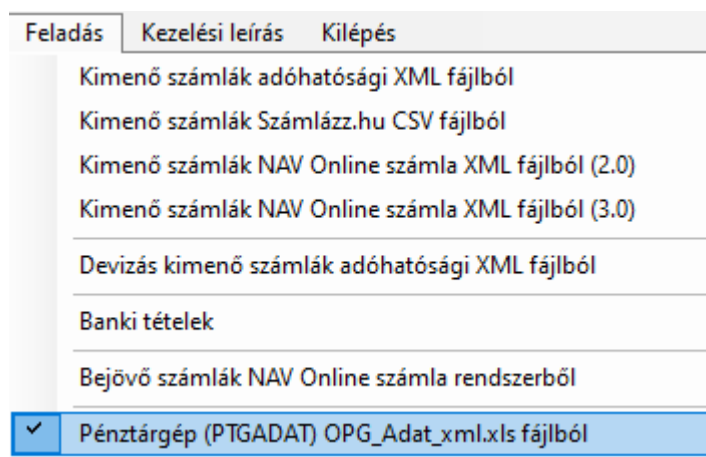 Feladás Kezelési leírás Kilépés
Kimenő számlák adóhatósági XML fájlból
Kimenő számlák Számlázz.hu CSV fájlból
Kimenő számlák NAV Online számla XML fájlból (2.0)
Kimenő számlák NAV Online számla XML fájlból (3.0)
Devizás kimenő számlák adóhatósági XML fájlból
Banki tételek
Bejövő számlák NAV Online számla rendszerből
Pénztárgép (PTGADAT) OPG_Adat_xml.xls fájlból